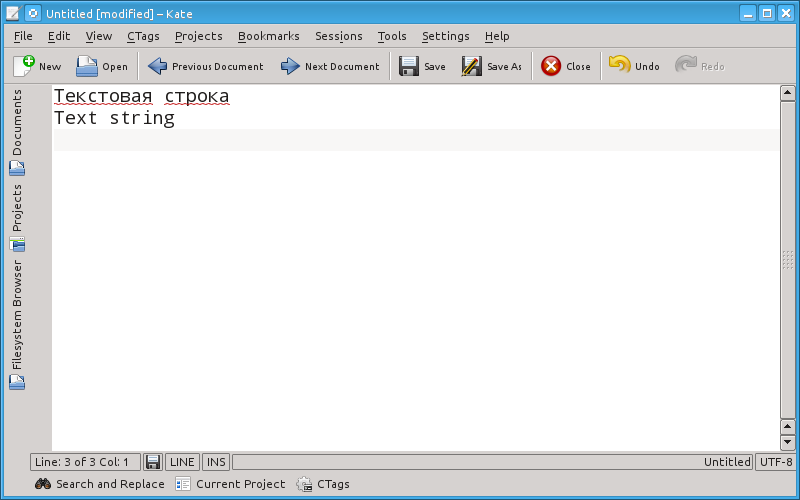 Untitled [modified] – Kate
File Edit View CTags Projects Bookmarks Sessions Tools Settings Help
New Open Previous Document Next Document Save Save As Close Undo Redo
Documents
Projects
Filesystem Browser
Текстовая строка
Text string
Line: 3 of 3 Col: 1 LINE INS Untitled UTF-8
Search and Replace Current Project CTags